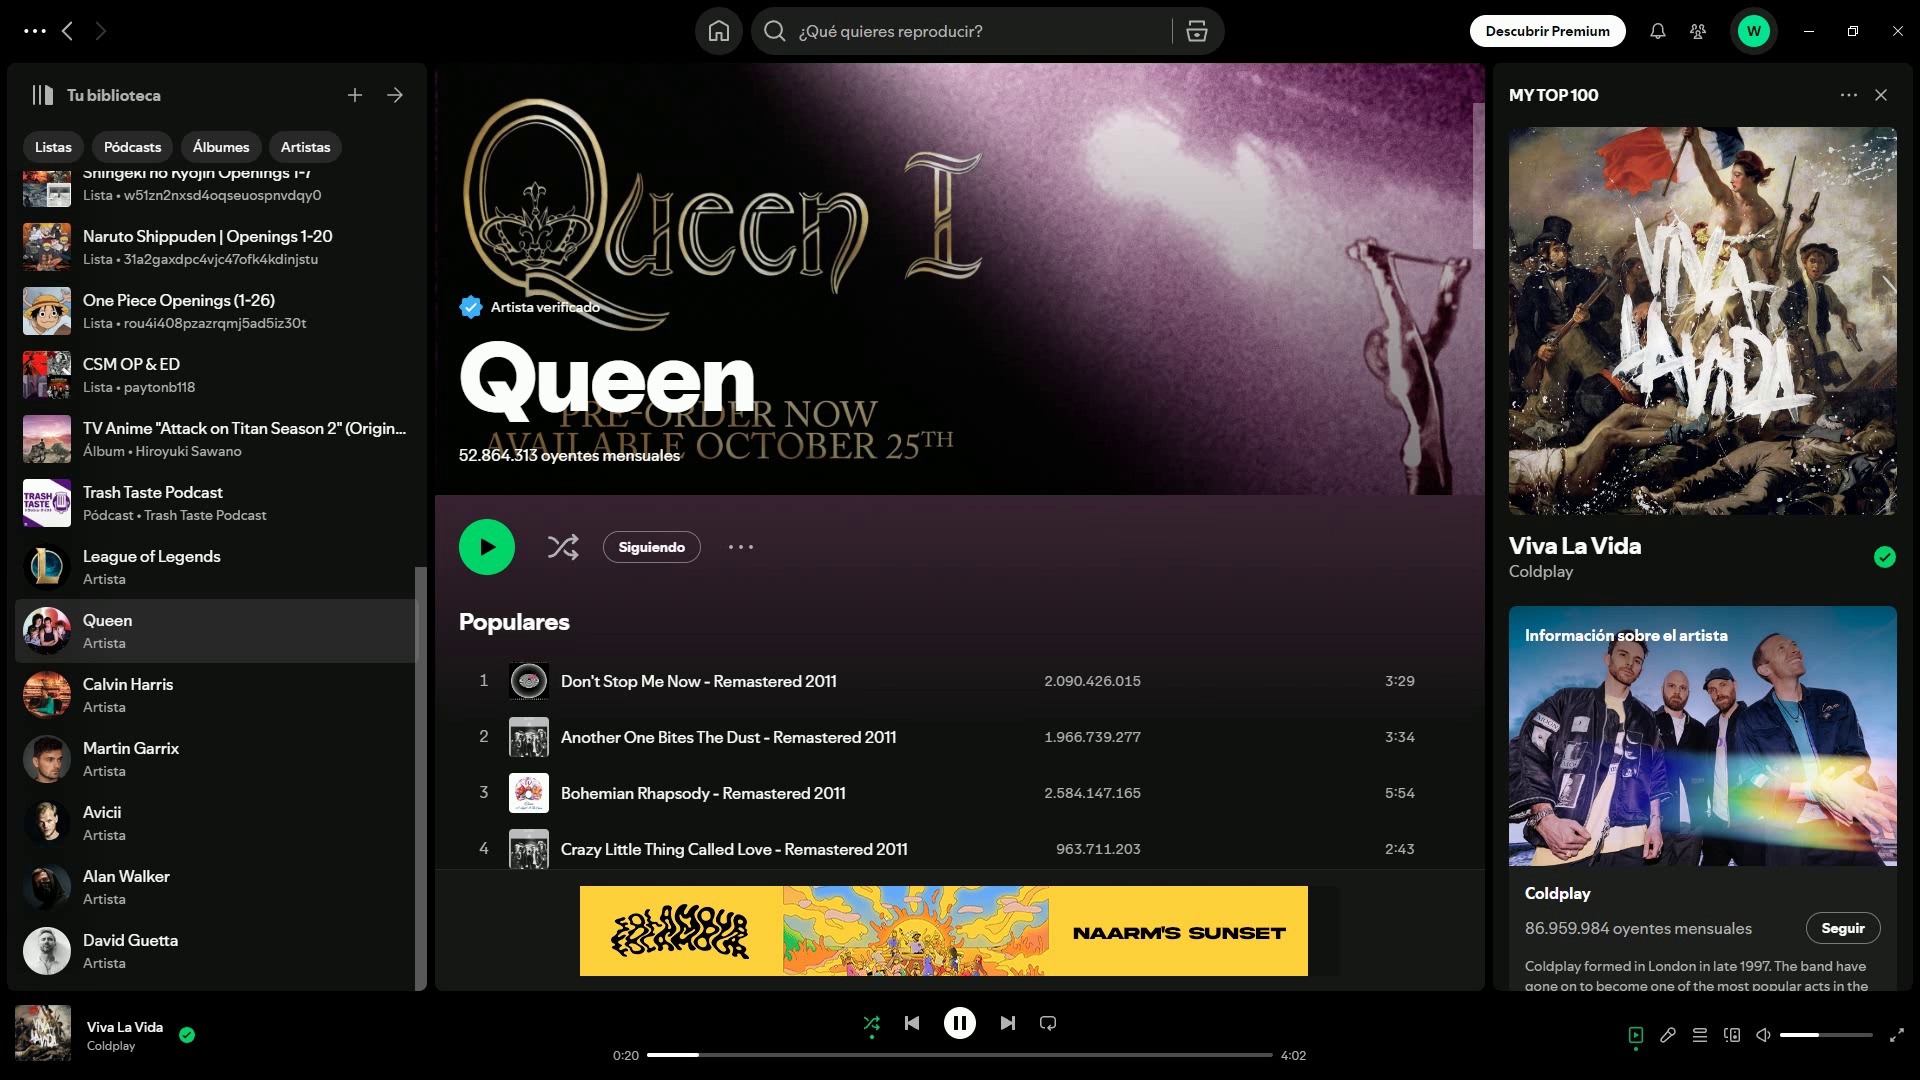 ¿Qué quieres reproducir?
Descubrir Premium
W
Tu biblioteca
Listas
Pódcasts
Álbumes
Artistas
Shingeki no Kyojin Openings 1-7
Lista • w51zn2nxsd4oqseuospnvdqy0
Naruto Shippuden | Openings 1-20
Lista • 31a2gaxdpc4vjc47ofk4kdinjstu
One Piece Openings (1-26)
Lista • rou4i408pzazrqmj5ad5iz30t
CSM OP & ED
Lista • paytonb118
TV Anime "Attack on Titan Season 2" (Origin...
Álbum • Hiroyuki Sawano
TRASH TASTE
Trash Taste Podcast
Pódcast • Trash Taste Podcast
League of Legends
Artista
Queen
Artista
Calvin Harris
Artista
Martin Garrix
Artista
Avicii
Artista
Alan Walker
Artista
David Guetta
Artista
Queen I
Artista verificado
Queen
PRE-ORDER NOW
AVAILABLE OCTOBER 25TH
52.864.313 oyentes mensuales
Siguiendo
Populares
1 Don't Stop Me Now - Remastered 2011 2.090.426.015 3:29
2 Another One Bites The Dust - Remastered 2011 1.966.739.277 3:34
3 Bohemian Rhapsody - Remastered 2011 2.584.147.165 5:54
4 Crazy Little Thing Called Love - Remastered 2011 963.711.203 2:43
FOLAMOUR
NAARM'S SUNSET
MY TOP 100
VIVA
LA VIDA
Viva La Vida
Coldplay
Información sobre el artista
Coldplay
86.959.984 oyentes mensuales
Seguir
Coldplay formed in London in late 1997. The band have
gone on to become one of the most popular acts in the
Viva La Vida
Coldplay
0:20
4:02